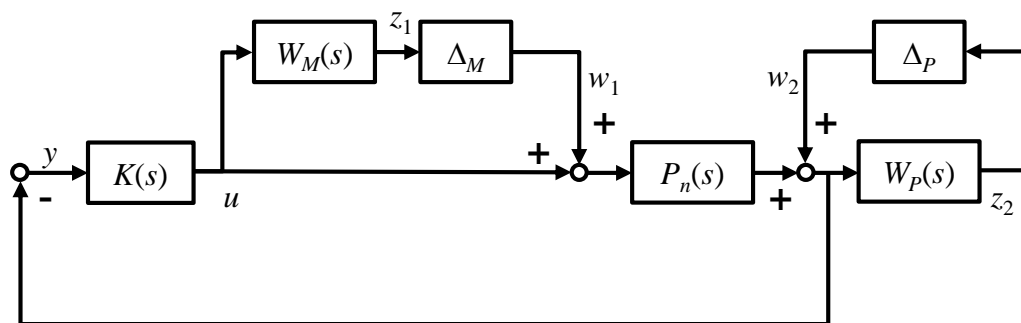 z₁
W_M(s)
Δ_M
w₁
w₂
Δ_P
+
+
y
K(s)
u
+
P_n(s)
+
W_P(s)
z₂
-